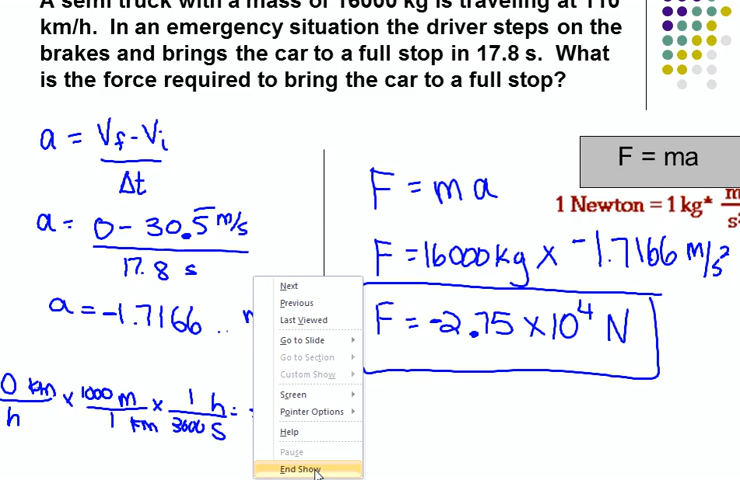 A semi truck with a mass of 16000 kg is traveling at 110
km/h. In an emergency situation the driver steps on the
brakes and brings the car to a full stop in 17.8 s. What
is the force required to bring the car to a full stop?
a = Vf - Vi
Δt
a = 0 - 30.5̅ m/s
17.8 s
a = -1.7166 ..
0 km x 1000 m x 1 h =
h 1 km 3600 s
F = ma
1 Newton = 1 kg* m
s
F = ma
F = 16000 kg x -1.7166 m/s²
F = -2.75 x 10⁴ N
Next
Previous
Last Viewed
Go to Slide
Go to Section
Custom Show
Screen
Pointer Options
Help
Pause
End Show